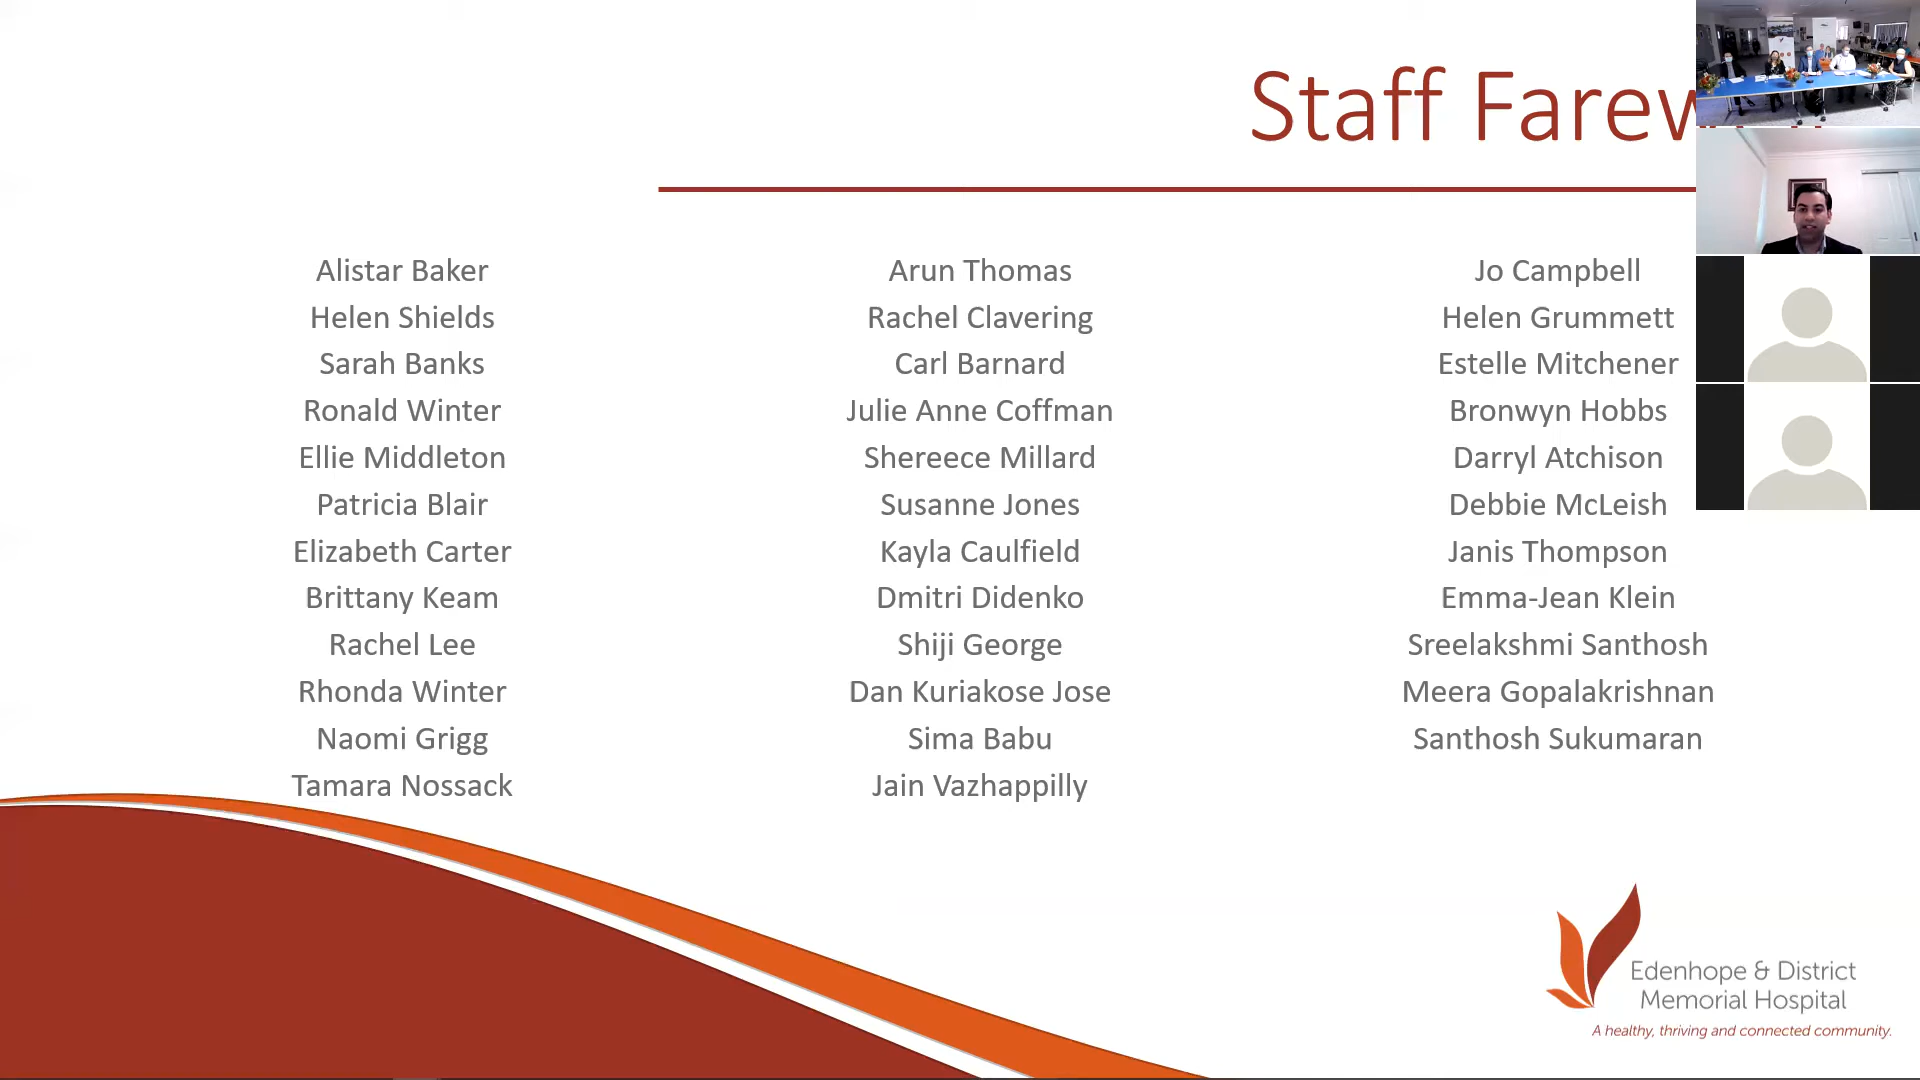 Staff Farew
Alistar Baker
Helen Shields
Sarah Banks
Ronald Winter
Ellie Middleton
Patricia Blair
Elizabeth Carter
Brittany Keam
Rachel Lee
Rhonda Winter
Naomi Grigg
Tamara Nossack
Arun Thomas
Rachel Clavering
Carl Barnard
Julie Anne Coffman
Shereece Millard
Susanne Jones
Kayla Caulfield
Dmitri Didenko
Shiji George
Dan Kuriakose Jose
Sima Babu
Jain Vazhappilly
Jo Campbell
Helen Grummett
Estelle Mitchener
Bronwyn Hobbs
Darryl Atchison
Debbie McLeish
Janis Thompson
Emma-Jean Klein
Sreelakshmi Santhosh
Meera Gopalakrishnan
Santhosh Sukumaran
Edenhope & District
Memorial Hospital
A healthy, thriving and connected community.